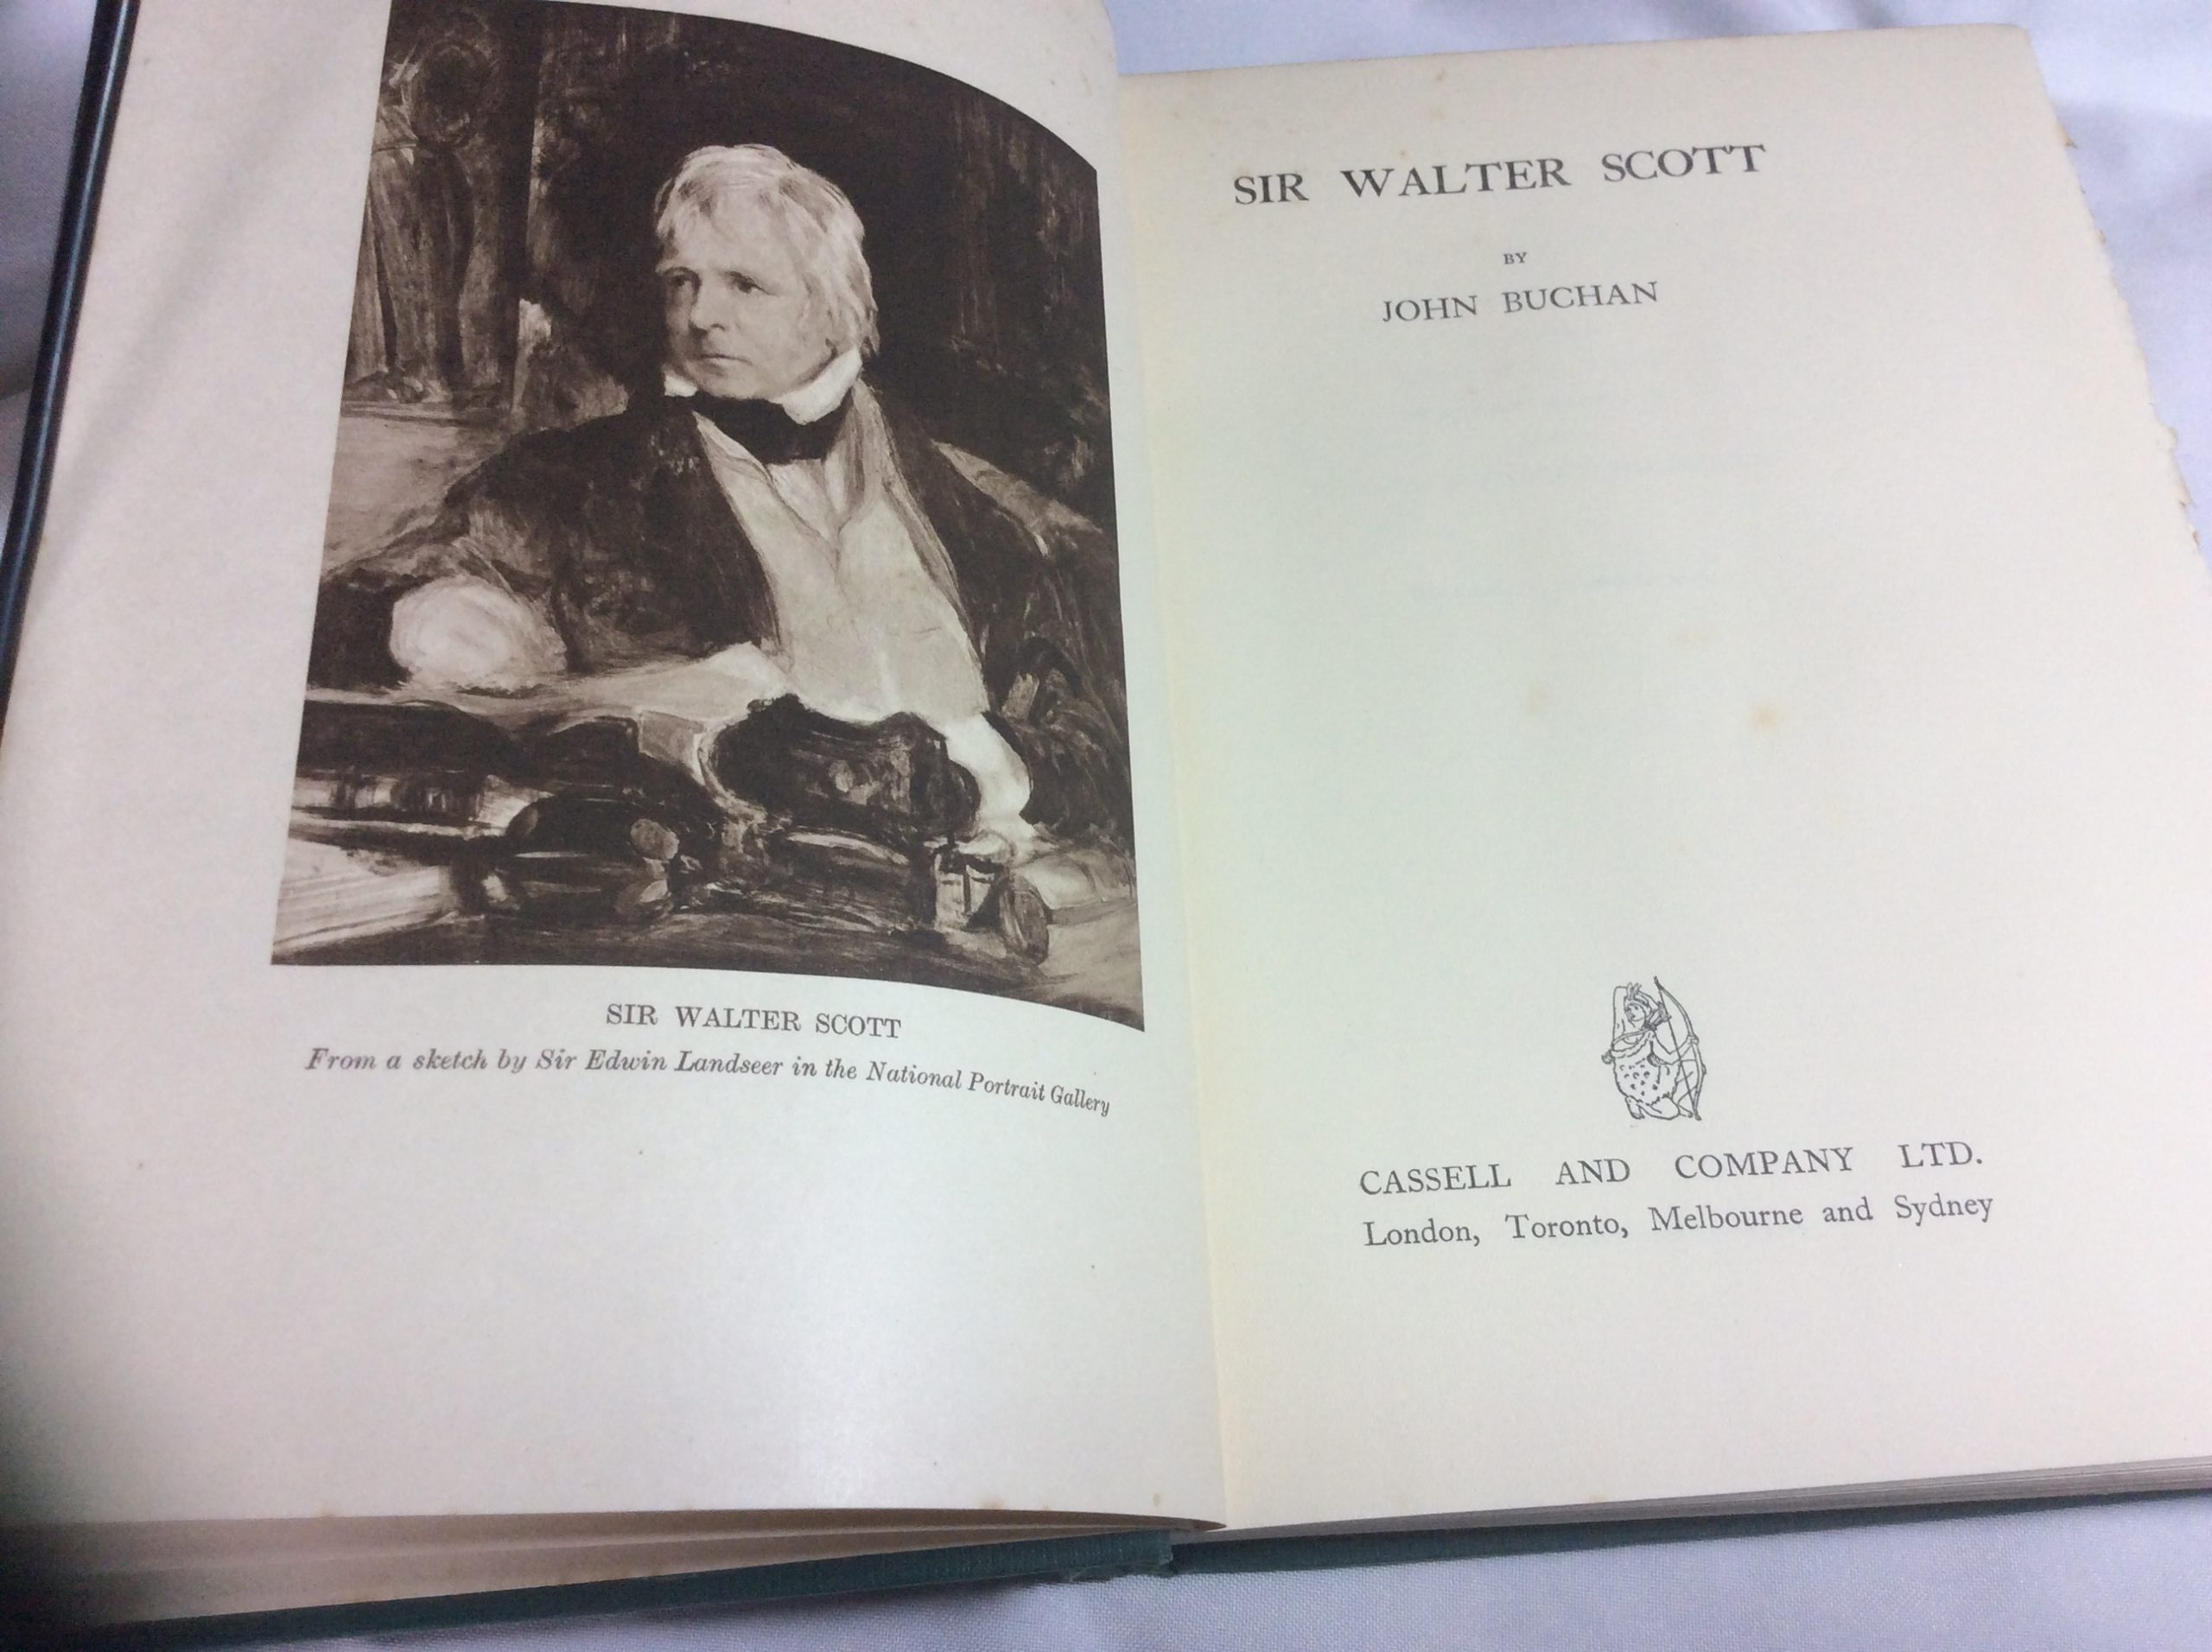 SIR WALTER SCOTT
From a sketch by Sir Edwin Landseer in the National Portrait Gallery
SIR WALTER SCOTT
BY
JOHN BUCHAN
CASSELL AND COMPANY LTD.
London, Toronto, Melbourne and Sydney